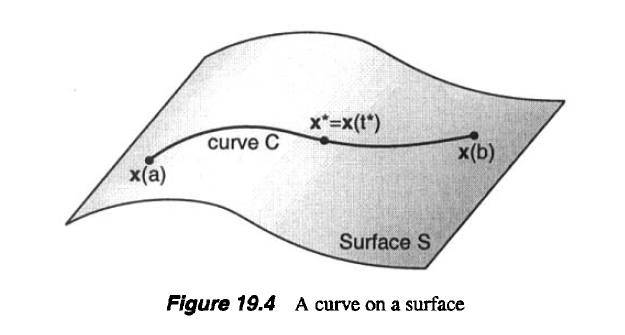 x*=x(t*)
curve C
x(b)
x(a)
Surface S
Figure 19.4 A curve on a surface